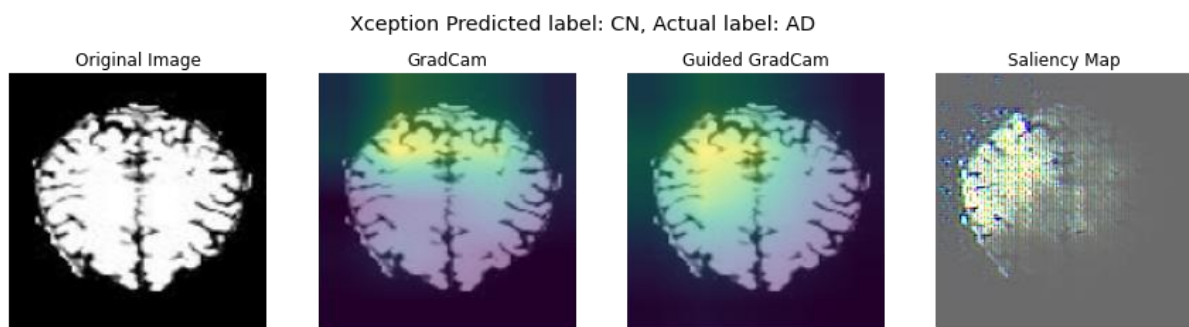 Xception Predicted label: CN, Actual label: AD
Original Image
GradCam
Guided GradCam
Saliency Map